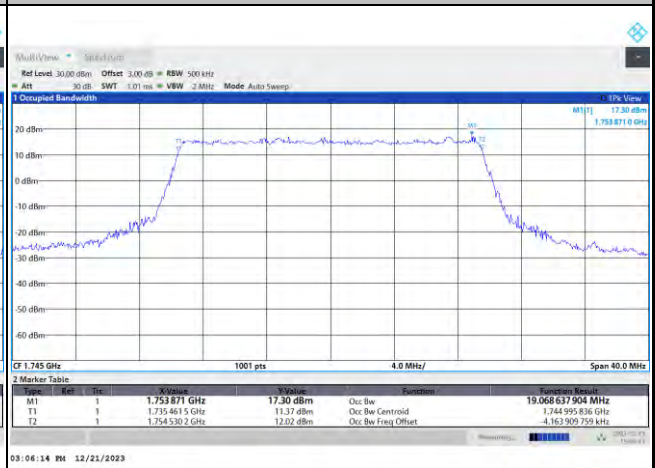 MultiView Spectrum
Ref Level 30.00 dBm Offset 3.00 dB RBW 500 kHz
Att 30 dB SWT 1.01 ms VBW 2 MHz Mode Auto Sweep
1 Occupied Bandwidth 1Pk View
M1[1] 17.30 dBm
1.753 871 0 GHz
M1
20 dBm
T1 T2
10 dBm
0 dBm
-10 dBm
-20 dBm
-30 dBm
-40 dBm
-50 dBm
-60 dBm
CF 1.745 GHz 1001 pts 4.0 MHz/ Span 40.0 MHz
2 Marker Table
Type Ref Trc X-Value Y-Value Function Function Result
M1 1 1.753 871 GHz 17.30 dBm Occ Bw 19.068 637 904 MHz
T1 1 1.735 461 5 GHz 11.37 dBm Occ Bw Centroid 1.744 995 836 GHz
T2 1 1.754 530 2 GHz 12.02 dBm Occ Bw Freq Offset -4.163 909 759 kHz
03:06:14 PM 12/21/2023